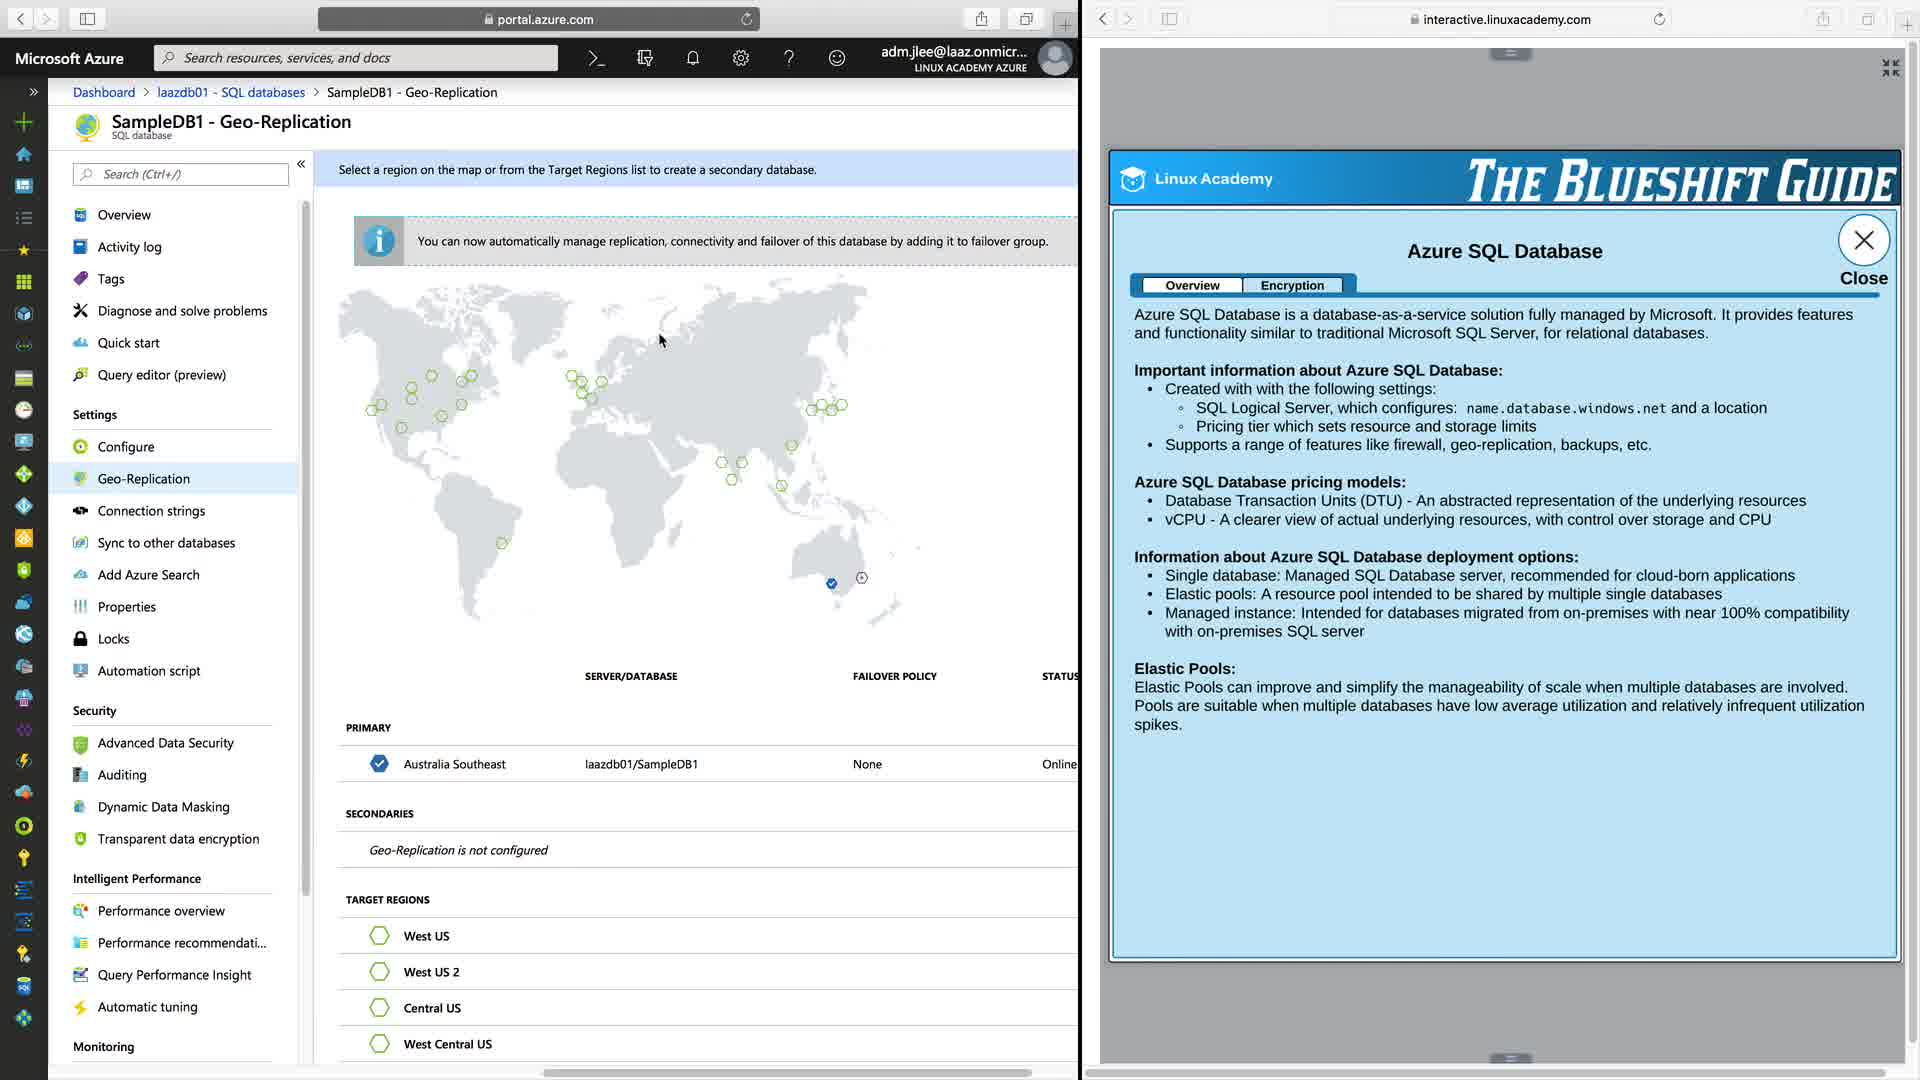 portal.azure.com
Microsoft Azure
Search resources, services, and docs
adm.jlee@laaz.onmicr...
LINUX ACADEMY AZURE
Dashboard > laazdb01 - SQL databases > SampleDB1 - Geo-Replication
SampleDB1 - Geo-Replication
SQL database
Search (Ctrl+/)
Overview
Activity log
Tags
Diagnose and solve problems
Quick start
Query editor (preview)
Settings
Configure
Geo-Replication
Connection strings
Sync to other databases
Add Azure Search
Properties
Locks
Automation script
Security
Advanced Data Security
Auditing
Dynamic Data Masking
Transparent data encryption
Intelligent Performance
Performance overview
Performance recommendati...
Query Performance Insight
Automatic tuning
Monitoring
Select a region on the map or from the Target Regions list to create a secondary database.
You can now automatically manage replication, connectivity and failover of this database by adding it to failover group.
SERVER/DATABASE FAILOVER POLICY STATUS
PRIMARY
Australia Southeast laazdb01/SampleDB1 None Online
SECONDARIES
Geo-Replication is not configured
TARGET REGIONS
West US
West US 2
Central US
West Central US
interactive.linuxacademy.com
Linux Academy
THE BLUESHIFT GUIDE
Azure SQL Database
Close
Overview Encryption
Azure SQL Database is a database-as-a-service solution fully managed by Microsoft. It provides features
and functionality similar to traditional Microsoft SQL Server, for relational databases.
Important information about Azure SQL Database:
• Created with with the following settings:
◦ SQL Logical Server, which configures: name.database.windows.net and a location
◦ Pricing tier which sets resource and storage limits
• Supports a range of features like firewall, geo-replication, backups, etc.
Azure SQL Database pricing models:
• Database Transaction Units (DTU) - An abstracted representation of the underlying resources
• vCPU - A clearer view of actual underlying resources, with control over storage and CPU
Information about Azure SQL Database deployment options:
• Single database: Managed SQL Database server, recommended for cloud-born applications
• Elastic pools: A resource pool intended to be shared by multiple single databases
• Managed instance: Intended for databases migrated from on-premises with near 100% compatibility
with on-premises SQL server
Elastic Pools:
Elastic Pools can improve and simplify the manageability of scale when multiple databases are involved.
Pools are suitable when multiple databases have low average utilization and relatively infrequent utilization
spikes.